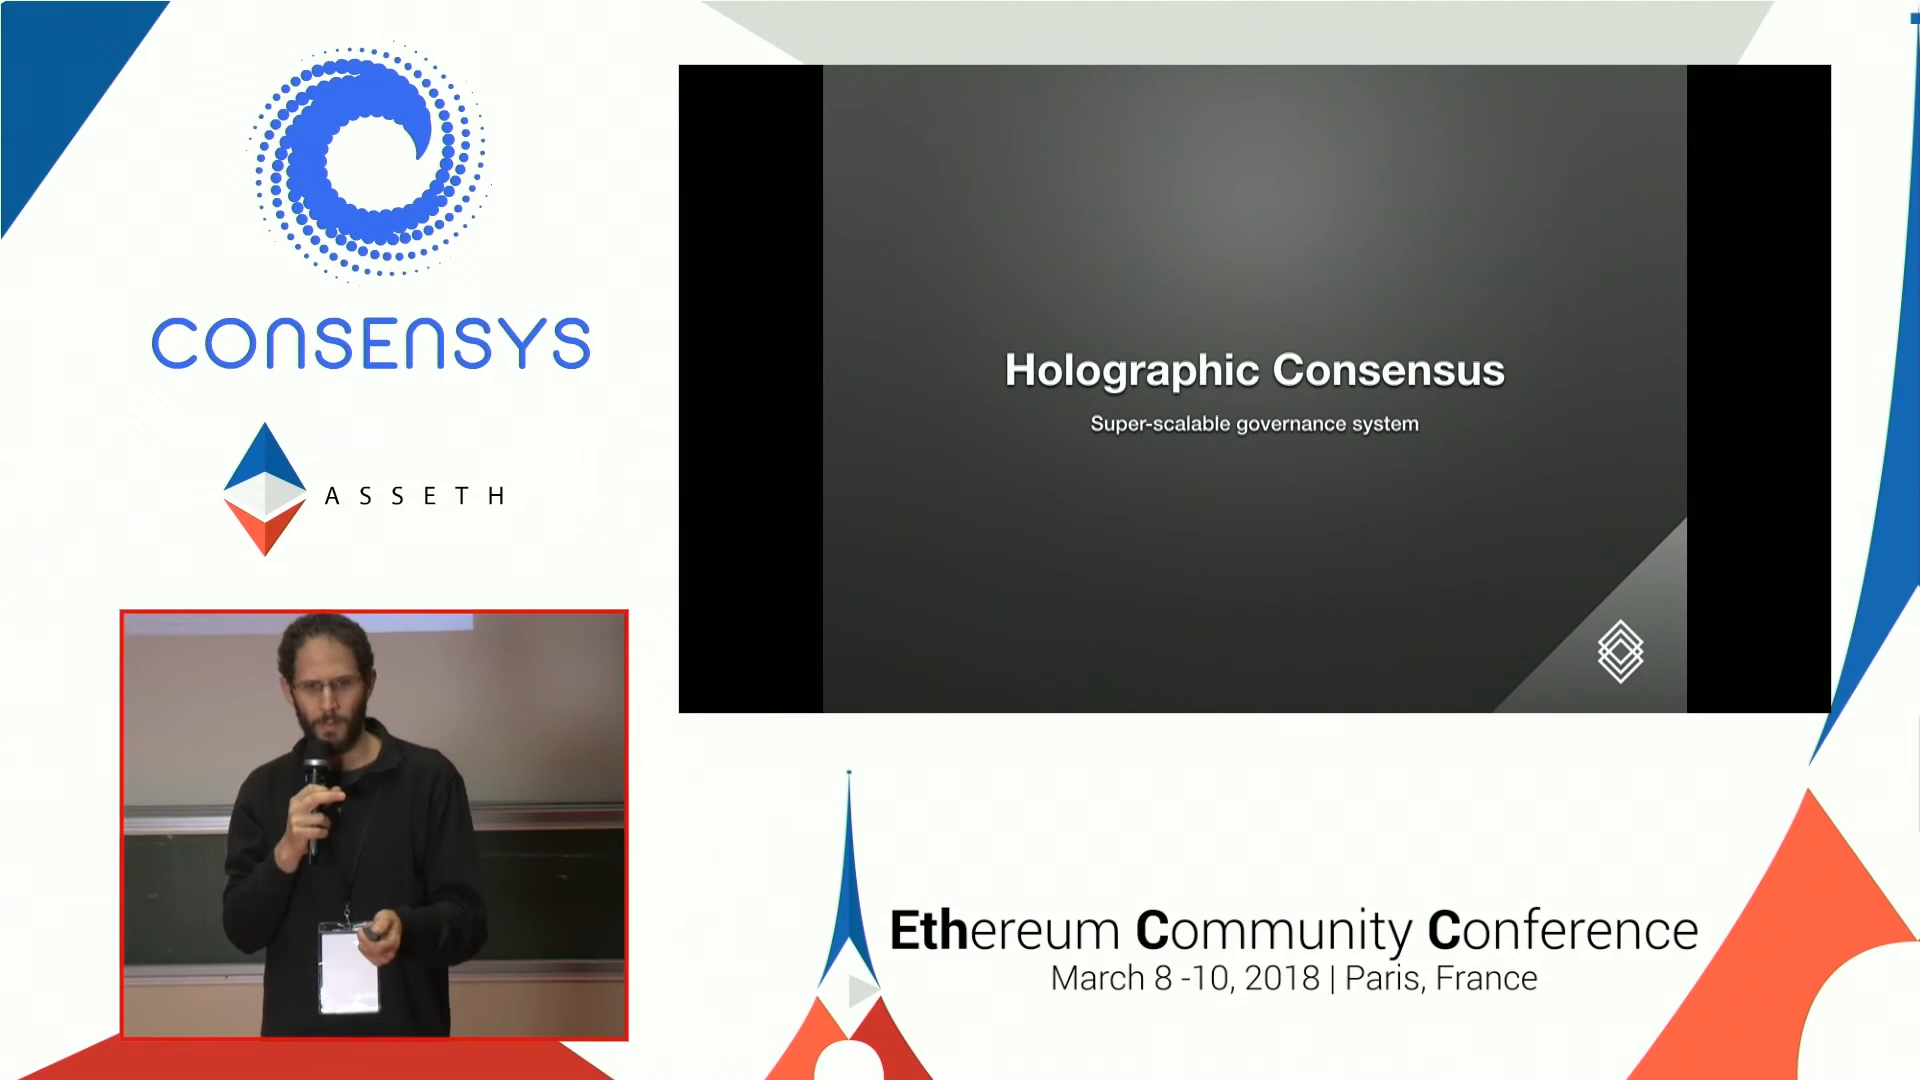 CONSENSYS
ASSETH
Holographic Consensus
Super-scalable governance system
Ethereum Community Conference
March 8 -10, 2018 | Paris, France